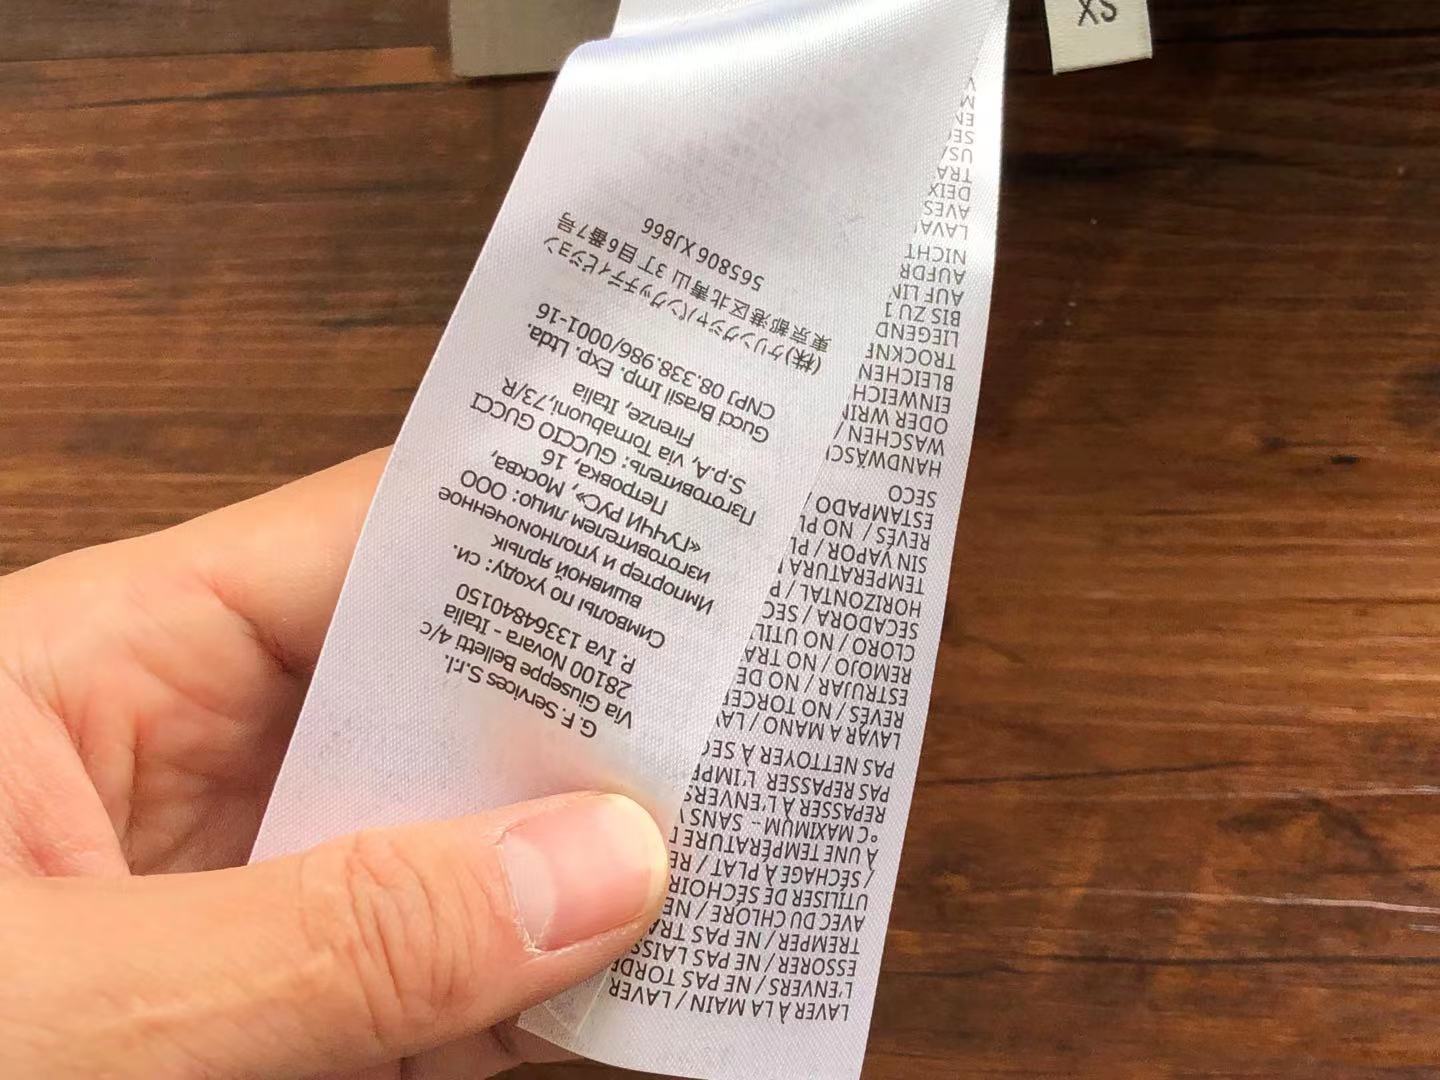 XS
G.F. Services S.r.l.
Via Giuseppe Belletti 4/c
28100 Novara - Italia
P. Iva 13364840150
Символы по уходу: см.
вшивной ярлык
Импортер и уполномоченное
изготовителем лицо: ООО
«ГУЧЧИ РУС», Москва,
Петровка, 16
Изготовитель: GUCCIO GUCCI
S.p.A, via Tornabuoni,73/R
Firenze, Italia
Gucci Brasil Imp. Exp. Ltda.
CNPJ 08.338.986/0001-16
(株)ケリングジャパングッチディビジョン
東京都港区北青山3丁目6番7号
565806 XJB66
LAVER À LA MAIN / LAVER
L'ENVERS / NE PAS TORDR
ESSORER / NE PAS LAISS
TREMPER / NE PAS TRA
AVEC DU CHLORE / NE
UTILISER DE SÉCHOIR
/ SÉCHAGE À PLAT / RE
À UNE TEMPÉRATURE
°C MAXIMUM - SANS
REPASSER À L'ENVERS
PAS REPASSER L'IMPR
PAS NETTOYER À SEC
LAVAR A MANO / LAV
REVÉS / NO TORCE
ESTRUJAR / NO DE
REMOJO / NO TRA
CLORO / NO UTIL
SECADORA / SEC
HORIZONTAL / P
TEMPERATURA
SIN VAPOR / PL
REVÉS / NO PL
ESTAMPADO
SECO
HANDWÄSC
WASCHEN /
ODER WRIN
EINWEICH
BLEICHEN
TROCKNE
LIEGEND
BIS ZU 1
AUF LIN
AUFDR
NICHT
LAVA
AVES
DEIX
TRA
USA
SEC
EN
M